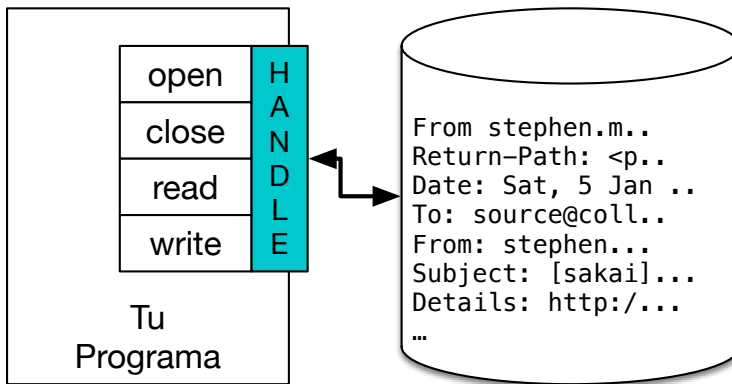 open
close
read
write
HANDLE
Tu
Programa
From stephen.m..
Return-Path: <p..
Date: Sat, 5 Jan ..
To: source@coll..
From: stephen...
Subject: [sakai]...
Details: http:/...
…